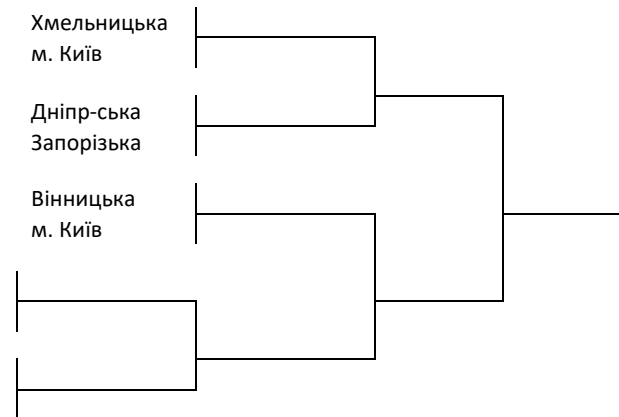 Хмельницька
м. Київ
Дніпр-ська
Запорізька
Вінницька
м. Київ